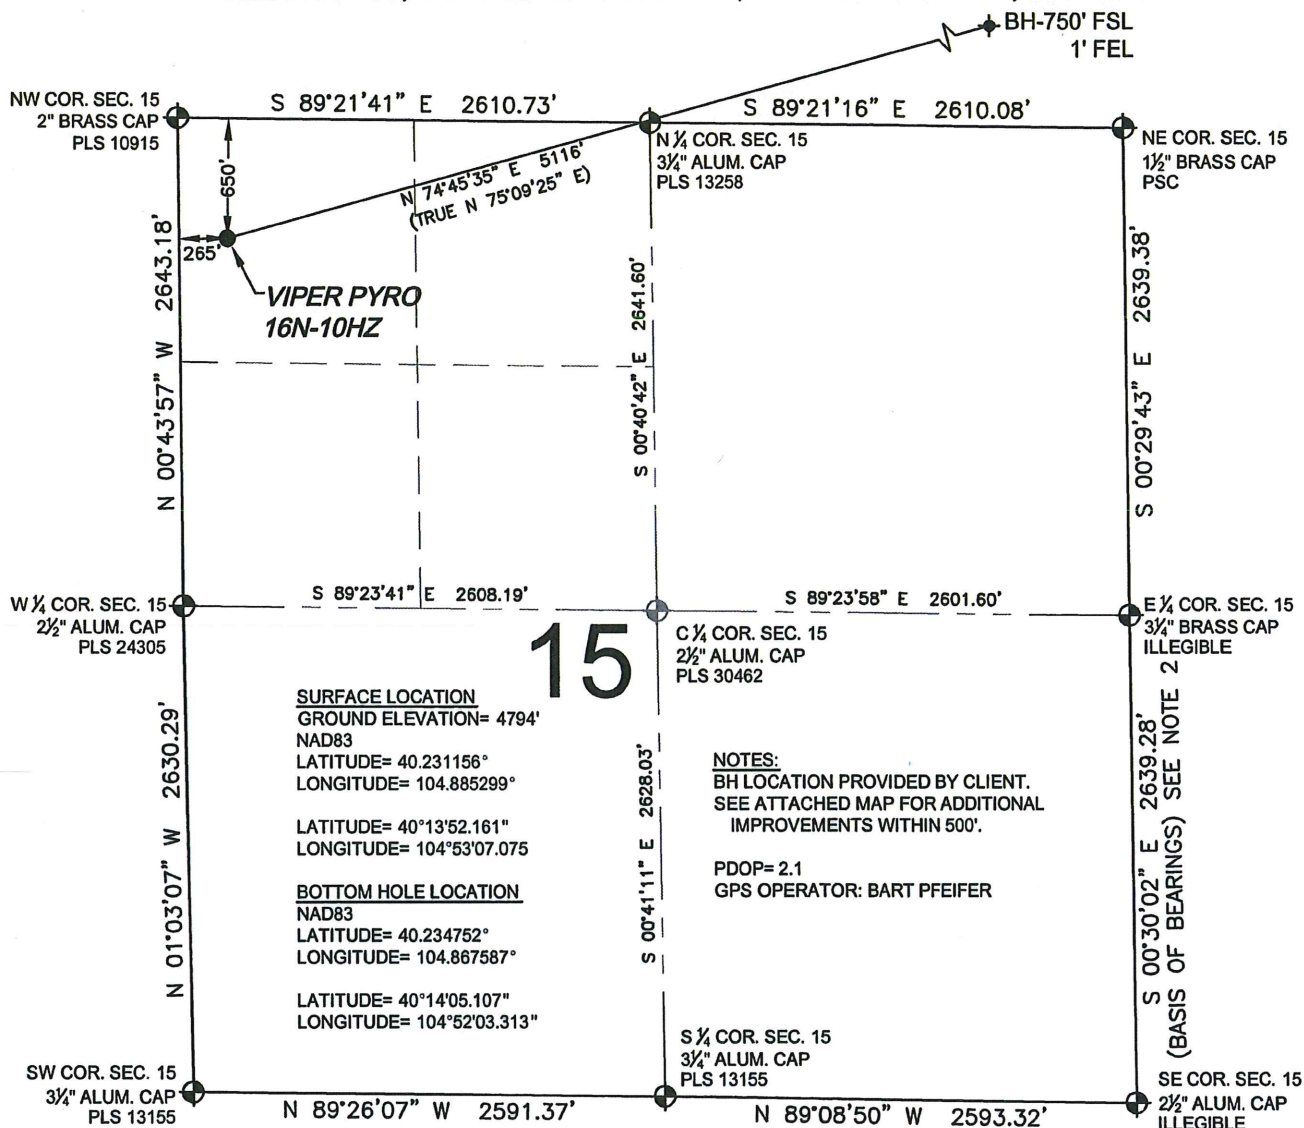 BH-750' FSL
1' FEL
NW COR. SEC. 15
2" BRASS CAP
PLS 10915
S 89°21'41" E 2610.73'
S 89°21'16" E 2610.08'
N ¼ COR. SEC. 15
3¼" ALUM. CAP
PLS 13258
NE COR. SEC. 15
1½" BRASS CAP
PSC
650'
N 74°45'35" E 5116'
(TRUE N 75°09'25" E)
265'
VIPER PYRO
16N-10HZ
N 00°43'57" W 2643.18'
S 00°40'42" E 2641.60'
S 00°29'43" E 2639.38'
W ¼ COR. SEC. 15
2½" ALUM. CAP
PLS 24305
S 89°23'41" E 2608.19'
S 89°23'58" E 2601.60'
E ¼ COR. SEC. 15
3¼" BRASS CAP
ILLEGIBLE
15
C ¼ COR. SEC. 15
2½" ALUM. CAP
PLS 30462
SURFACE LOCATION
GROUND ELEVATION= 4794'
NAD83
LATITUDE= 40.231156°
LONGITUDE= 104.885299°
LATITUDE= 40°13'52.161"
LONGITUDE= 104°53'07.075
BOTTOM HOLE LOCATION
NAD83
LATITUDE= 40.234752°
LONGITUDE= 104.867587°
LATITUDE= 40°14'05.107"
LONGITUDE= 104°52'03.313"
NOTES:
BH LOCATION PROVIDED BY CLIENT.
SEE ATTACHED MAP FOR ADDITIONAL
IMPROVEMENTS WITHIN 500'.
PDOP= 2.1
GPS OPERATOR: BART PFEIFER
N 01°03'07" W 2630.29'
S 00°41'11" E 2628.03'
S 00°30'02" E 2639.28'
(BASIS OF BEARINGS) SEE NOTE 2
SW COR. SEC. 15
3¼" ALUM. CAP
PLS 13155
S ¼ COR. SEC. 15
3¼" ALUM. CAP
PLS 13155
SE COR. SEC. 15
2½" ALUM. CAP
ILLEGIBLE
N 89°26'07" W 2591.37'
N 89°08'50" W 2593.32'